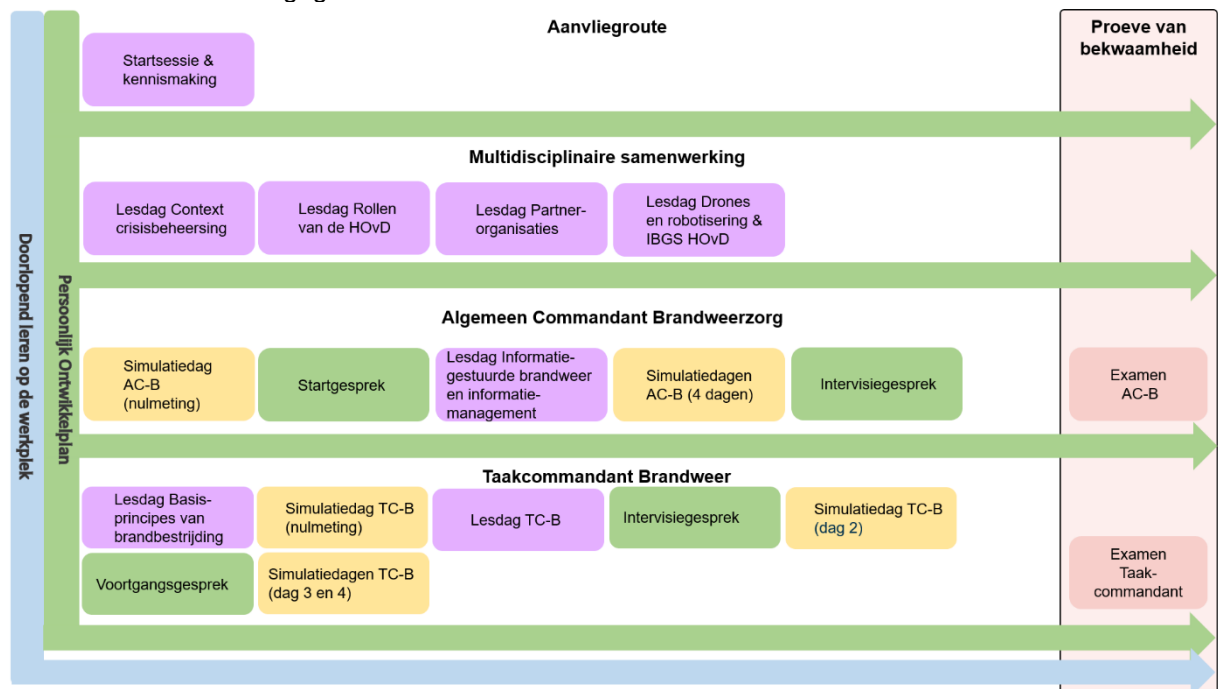 Aanvliegroute
Proeve van
bekwaamheid
Startsessie &
kennismaking
Multidisciplinaire samenwerking
Lesdag Context
crisisbeheersing
Lesdag Rollen
van de HOvD
Lesdag Partner-
organisaties
Lesdag Drones
en robotisering &
IBGS HOvD
Doorlopend leren op de werkplek
Persoonlijk Ontwikkelplan
Algemeen Commandant Brandweerzorg
Simulatiedag
AC-B
(nulmeting)
Startgesprek
Lesdag Informatie-
gestuurde brandweer
en informatie-
management
Simulatiedagen
AC-B (4 dagen)
Intervisiegesprek
Examen
AC-B
Taakcommandant Brandweer
Lesdag Basis-
principes van
brandbestrijding
Simulatiedag TC-B
(nulmeting)
Lesdag TC-B
Intervisiegesprek
Simulatiedag TC-B
(dag 2)
Voortgangsgesprek
Simulatiedagen TC-B
(dag 3 en 4)
Examen
Taak-
commandant